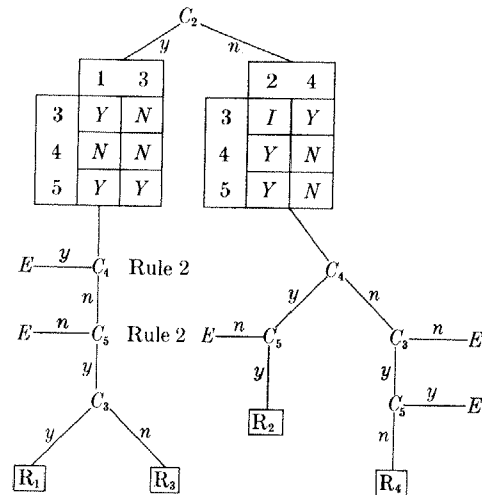 C₂
y n
1 3 2 4
3 Y N 3 I Y
4 N N 4 Y N
5 Y Y 5 Y N
E y C₄ Rule 2 C₄
n y n
E n C₅ Rule 2 E n C₅ C₃ n E
y y y
C₃ C₅ y E
y n R₂ n
R₁ R₃ R₄